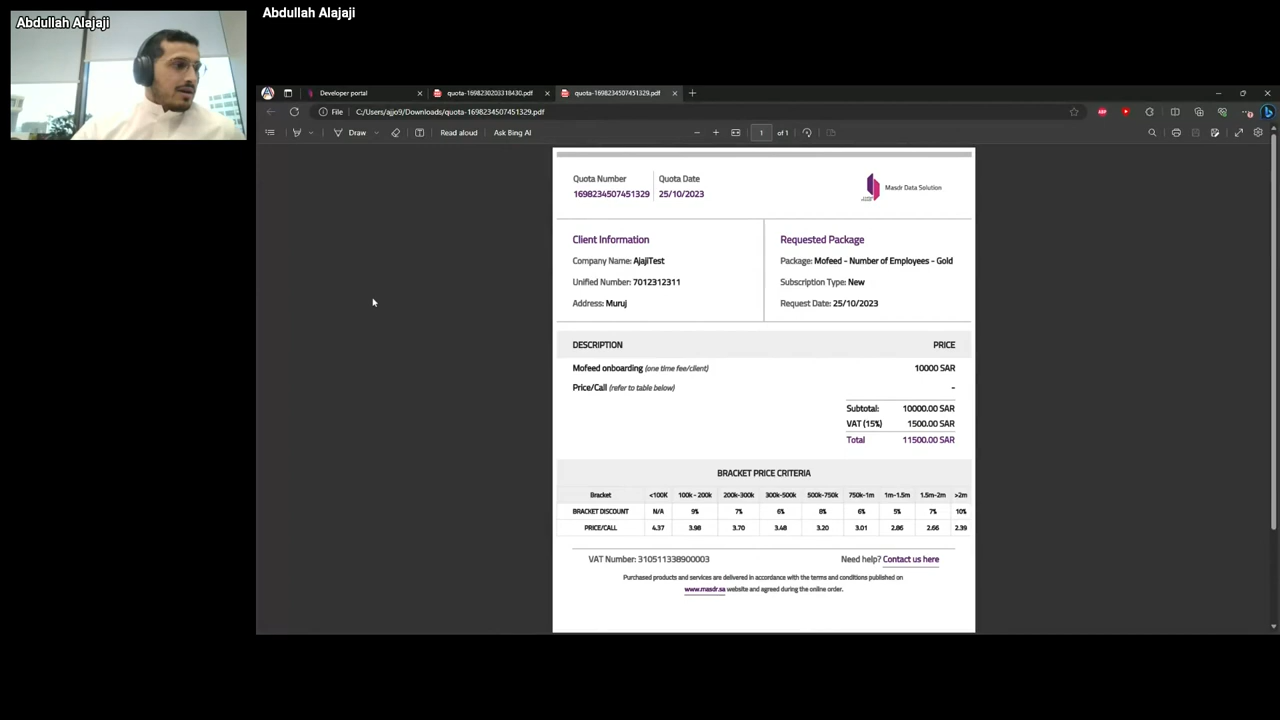 Abdullah Alajaji
Abdullah Alajaji
Developer portal
quota-1698230203318430.pdf
quota-1698234507451329.pdf
File C:/Users/ajjo9/Downloads/quota-1698234507451329.pdf
Draw Read aloud Ask Bing AI 1 of 1
Quota Number Quota Date
1698234507451329 25/10/2023
Masdr Data Solution
Client Information
Company Name: AjajiTest
Unified Number: 7012312311
Address: Muruj
Requested Package
Package: Mofeed - Number of Employees - Gold
Subscription Type: New
Request Date: 25/10/2023
DESCRIPTION PRICE
Mofeed onboarding (one time fee/client) 10000 SAR
Price/Call (refer to table below) -
Subtotal: 10000.00 SAR
VAT (15%) 1500.00 SAR
Total 11500.00 SAR
BRACKET PRICE CRITERIA
Bracket <100K 100k - 200k 200k-300k 300k-500k 500k-750k 750k-1m 1m-1.5m 1.5m-2m >2m
BRACKET DISCOUNT N/A 9% 7% 6% 8% 6% 5% 7% 10%
PRICE/CALL 4.37 3.98 3.70 3.48 3.20 3.01 2.86 2.66 2.39
VAT Number: 310511338900003 Need help? Contact us here
Purchased products and services are delivered in accordance with the terms and conditions published on
www.masdr.sa website and agreed during the online order.